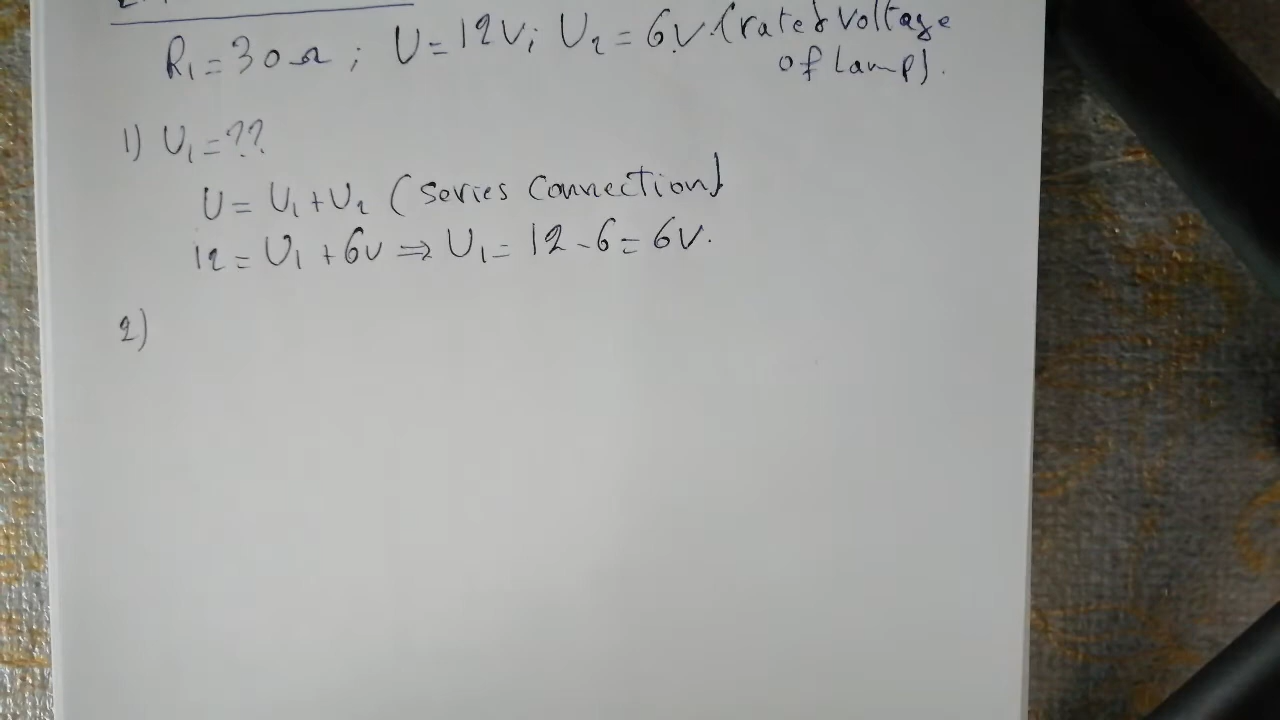 R₁ = 30Ω ; U = 12V; U₂ = 6V. (rated voltage
of lamp).
1) U₁ = ??
U = U₁ + U₂ (series connection)
12 = U₁ + 6V ⇒ U₁ = 12 - 6 = 6V.
2)